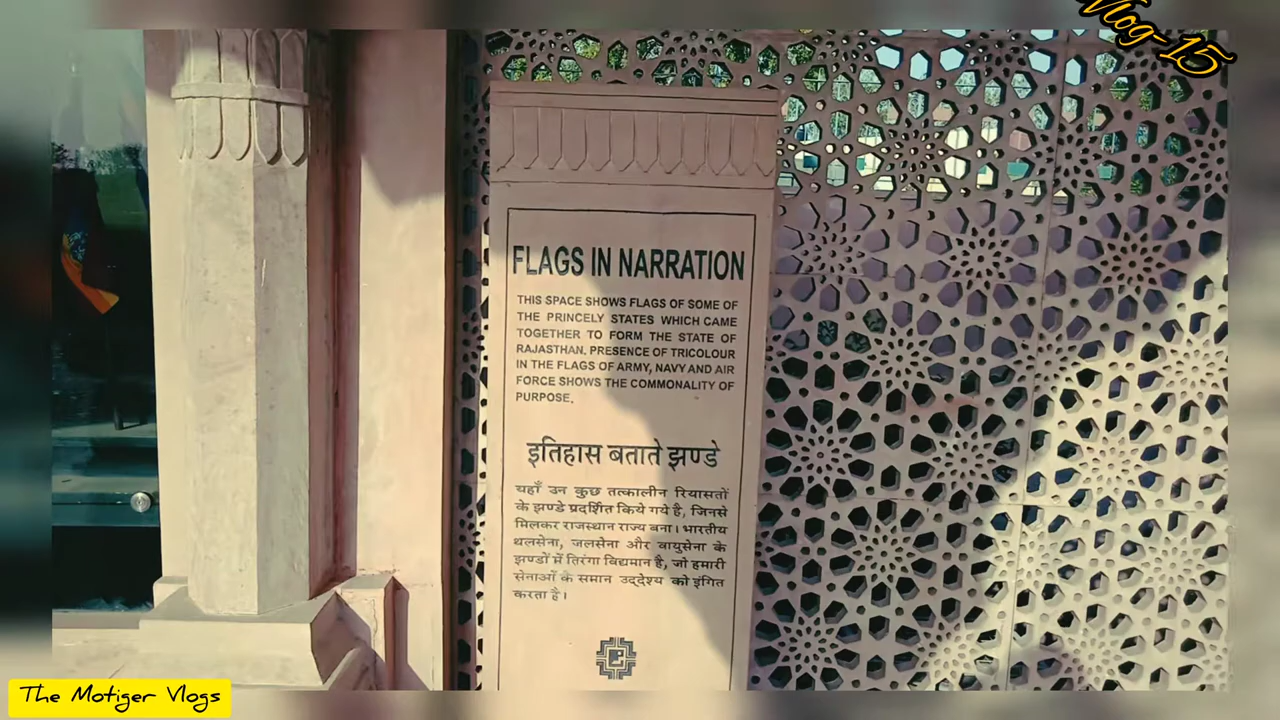 Vlog-15
FLAGS IN NARRATION
THIS SPACE SHOWS FLAGS OF SOME OF
THE PRINCELY STATES WHICH CAME
TOGETHER TO FORM THE STATE OF
RAJASTHAN. PRESENCE OF TRICOLOUR
IN THE FLAGS OF ARMY, NAVY AND AIR
FORCE SHOWS THE COMMONALITY OF
PURPOSE.
इतिहास बताते झण्डे
यहाँ उन कुछ तत्कालीन रियासतों
के झण्डे प्रदर्शित किये गये है, जिनसे
मिलकर राजस्थान राज्य बना। भारतीय
थलसेना, जलसेना और वायुसेना के
झण्डों में तिरंगा विद्यमान है, जो हमारी
सेनाओं के समान उद्देश्य को इंगित
करता है।
The Motiger Vlogs